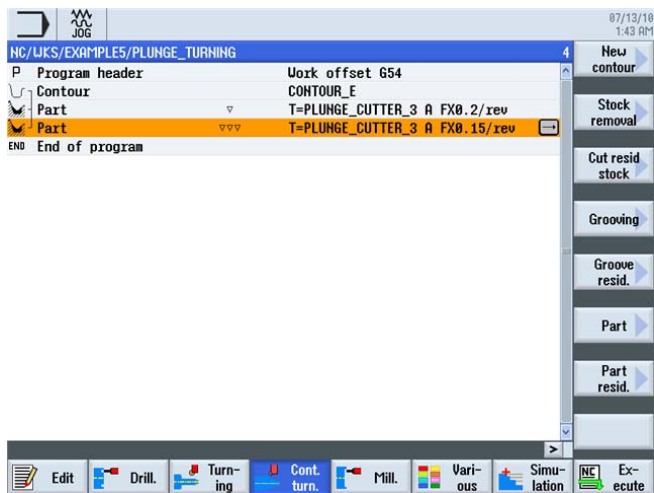 JOG
07/13/10
1:43 AM
NC/WKS/EXAMPLE5/PLUNGE_TURNING 4
P Program header Work offset G54
Contour CONTOUR_E
Part ▽ T=PLUNGE_CUTTER_3 A FX0.2/rev
Part ▽▽▽ T=PLUNGE_CUTTER_3 A FX0.15/rev
END End of program
New
contour
Stock
removal
Cut resid
stock
Grooving
Groove
resid.
Part
Part
resid.
>
Edit
Drill.
Turn-
ing
Cont.
turn.
Mill.
Vari-
ous
Simu-
lation
NC
Ex-
ecute